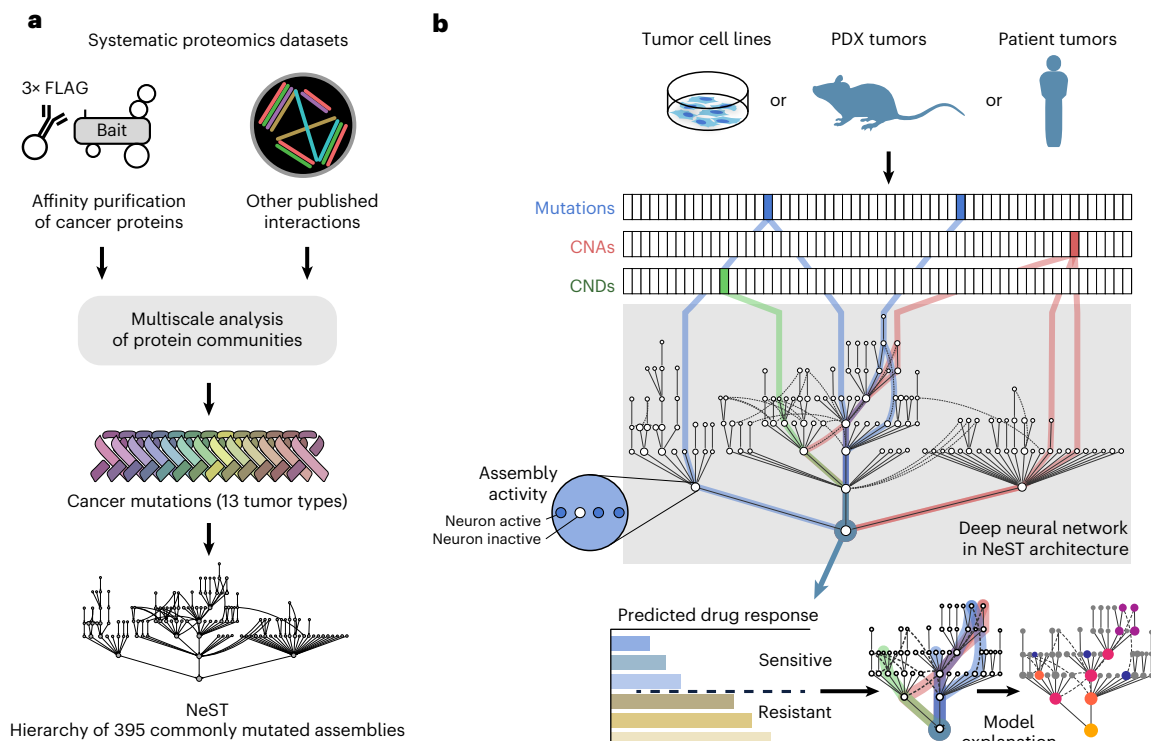 a
Systematic proteomics datasets
3× FLAG
Bait
Affinity purification
of cancer proteins
Other published
interactions
Multiscale analysis
of protein communities
Cancer mutations (13 tumor types)
NeST
Hierarchy of 395 commonly mutated assemblies
b
Tumor cell lines
PDX tumors
Patient tumors
or
or
Mutations
CNAs
CNDs
Assembly
activity
Neuron active
Neuron inactive
Deep neural network
in NeST architecture
Predicted drug response
Sensitive
Resistant
Model
explanation